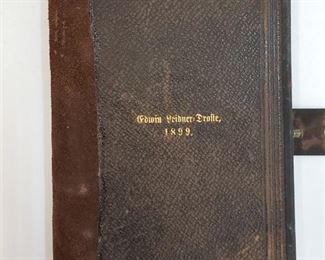 Edwin Leidner-Droste,
1899.